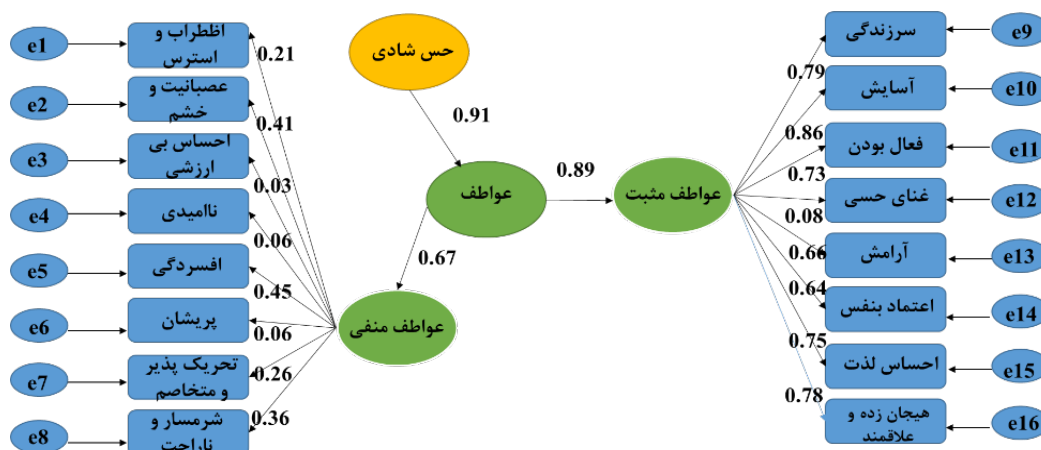 e1
اظطراب و
استرس
0.21
e2
عصبانیت و
خشم
0.41
e3
احساس بی
ارزشی
0.03
e4
ناامیدی
0.06
e5
افسردگی
0.45
e6
پریشان
0.06
e7
تحریک پذیر
و متخاصم
0.26
e8
شرمسار و
ناراحت
0.36
حس شادی
0.91
عواطف
0.89
0.67
عواطف منفی
عواطف مثبت
سرزندگی
e9
0.79
آسایش
e10
0.86
فعال بودن
e11
0.73
غنای حسی
e12
0.08
آرامش
e13
0.66
اعتماد بنفس
e14
0.64
احساس لذت
e15
0.75
هیجان زده و
علاقمند
e16
0.78